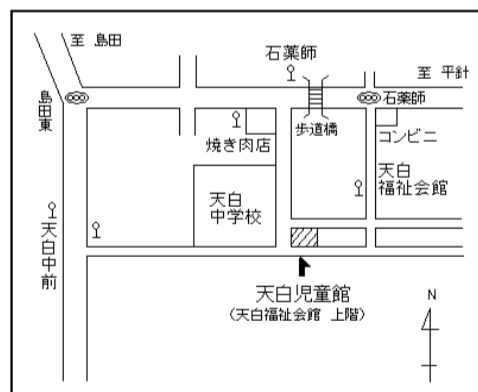 至 島田
石薬師
至 平針
島田東
石薬師
歩道橋
コンビニ
焼き肉店
天白
福祉会館
天白
中学校
天白中前
天白児童館
(天白福祉会館 上階)
N